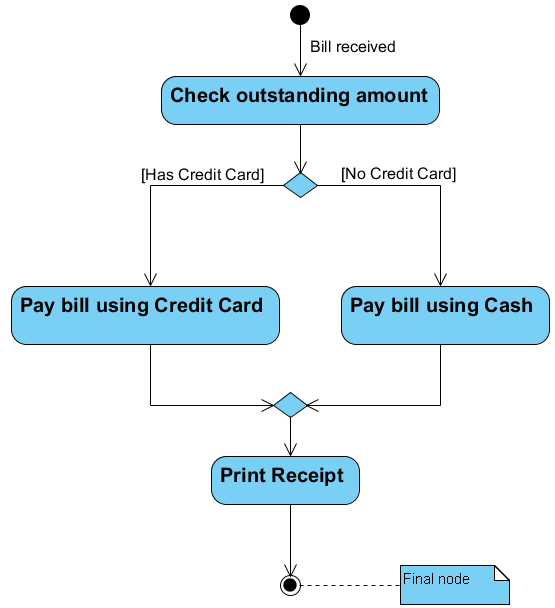 Bill received
Check outstanding amount
[Has Credit Card]
[No Credit Card]
Pay bill using Credit Card
Pay bill using Cash
Print Receipt
Final node